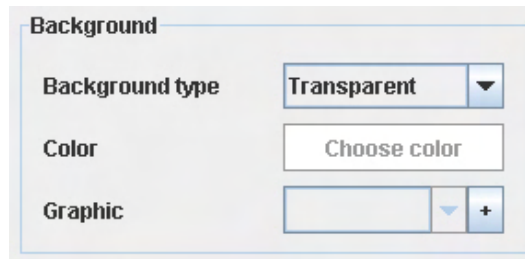 Background
Background type Transparent
Color Choose color
Graphic +